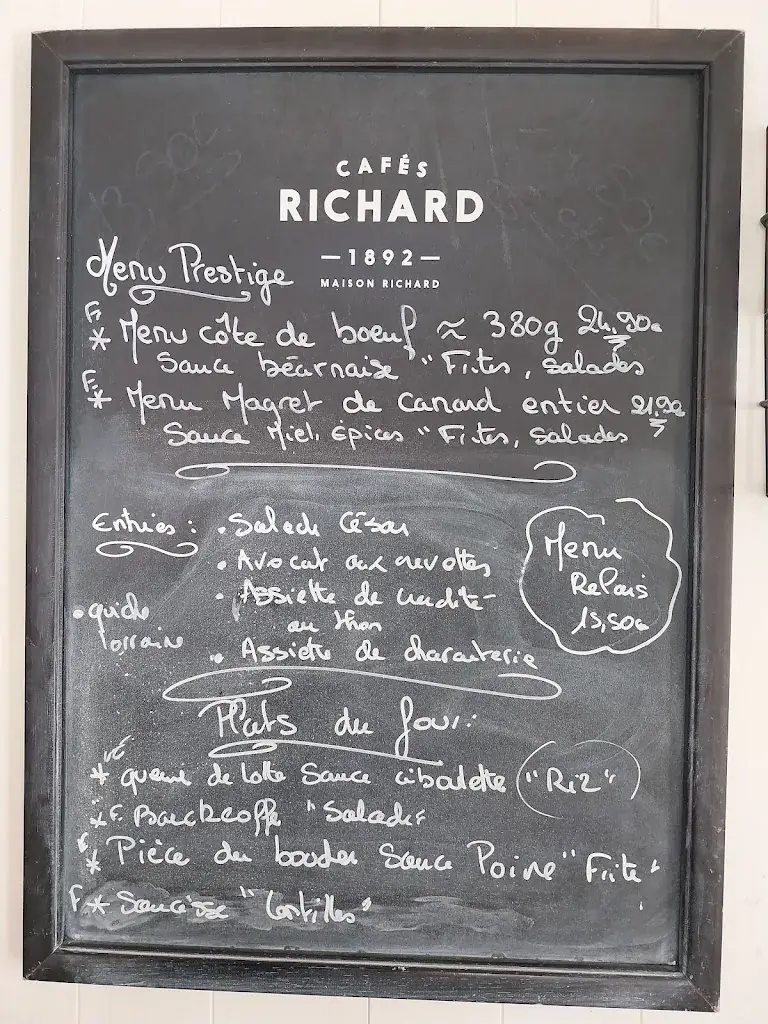 CAFÉS
RICHARD
—1892—
MAISON RICHARD
Menu Prestige
F
* Menu côte de boeuf ≈ 380g 24,90€
Sauce béarnaise " Frites, salades
F
* Menu Magret de Canard entier 21,90€
Sauce Miel, épices " Frites, salades
Entrées :
• Salade César
• Avocat aux crevettes
• Assiette de crudité
au thon
• Assiette de charcuterie
• quiche
lorraine
Menu
Relais
15,50€
Plats du Jour :
* queue de lotte Sauce ciboulette "Riz"
* F. Baeckeoffe "Salade"
* Pièce du boucher Sauce Poivre "Frite"
F * Saucisse "Lentilles"